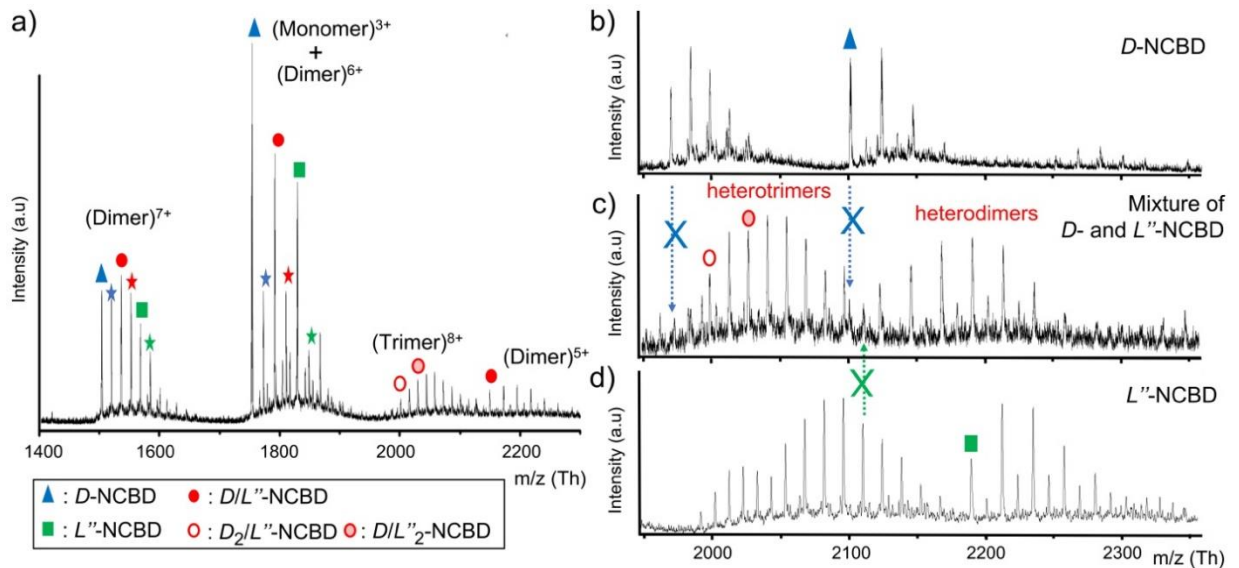 a)
(Monomer)³⁺
+
(Dimer)⁶⁺
(Dimer)⁷⁺
(Trimer)⁸⁺
(Dimer)⁵⁺
Intensity (a.u)
1400
1600
1800
2000
2200
m/z (Th)
: D-NCBD
: D/L''-NCBD
: L''-NCBD
: D₂/L''-NCBD
: D/L''₂-NCBD
b)
D-NCBD
Intensity (a.u)
c)
heterotrimers
heterodimers
Mixture of
D- and L''-NCBD
X
X
Intensity (a.u)
X
d)
L''-NCBD
Intensity (a.u)
2000
2100
2200
2300
m/z (Th)